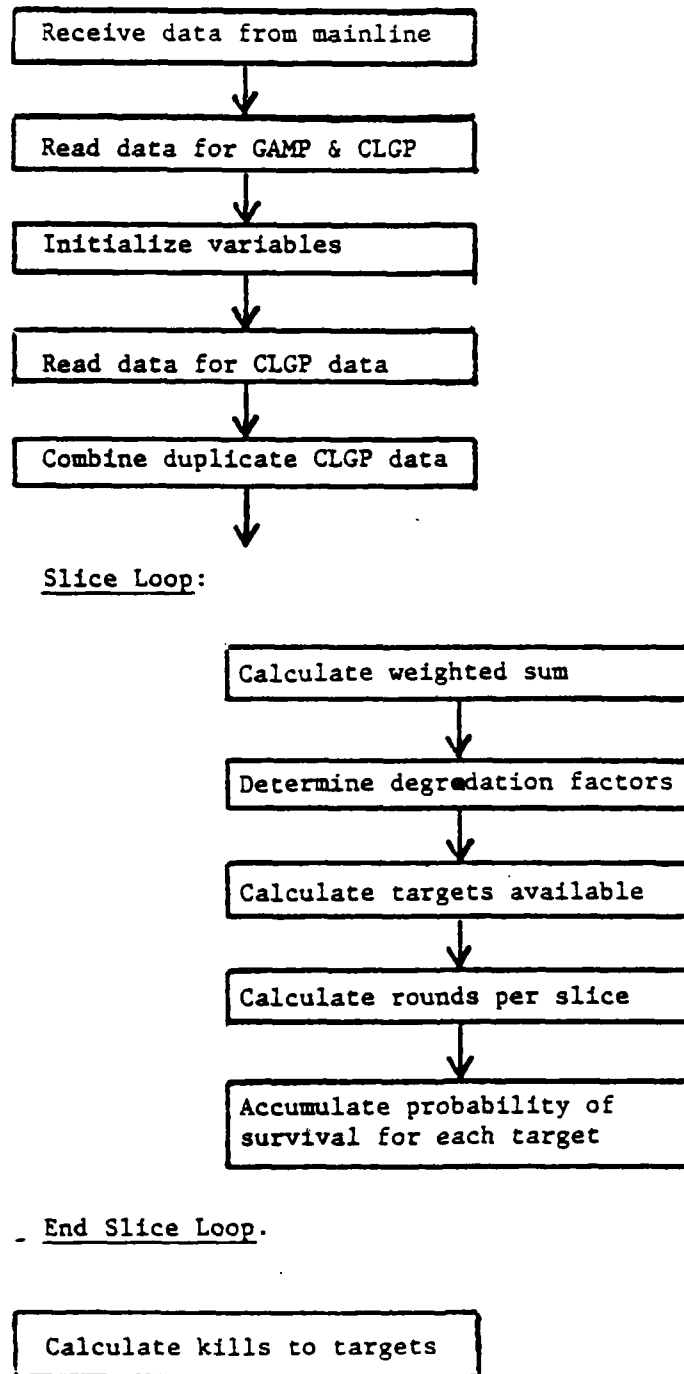 Receive data from mainline
Read data for GAMP & CLGP
Initialize variables
Read data for CLGP data
Combine duplicate CLGP data
Slice Loop:
Calculate weighted sum
Determine degradation factors
Calculate targets available
Calculate rounds per slice
Accumulate probability of
survival for each target
End Slice Loop.
Calculate kills to targets